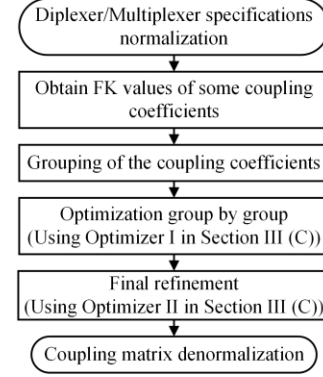 Diplexer/Multiplexer specifications
normalization
Obtain FK values of some coupling
coefficients
Grouping of the coupling coefficients
Optimization group by group
(Using Optimizer I in Section III (C))
Final refinement
(Using Optimizer II in Section III (C))
Coupling matrix denormalization